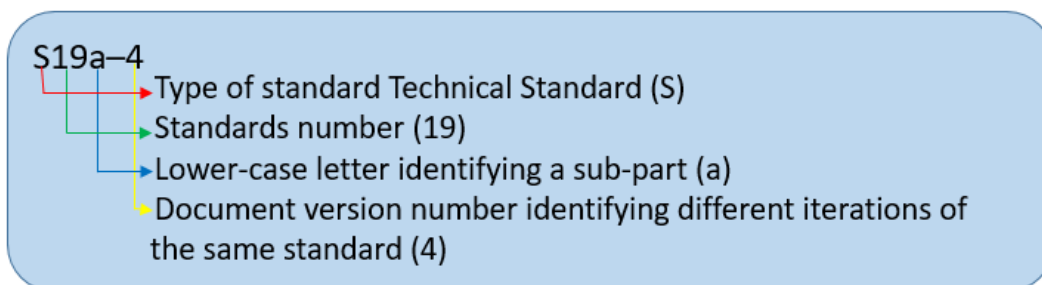 S19a–4
Type of standard Technical Standard (S)
Standards number (19)
Lower-case letter identifying a sub-part (a)
Document version number identifying different iterations of
the same standard (4)